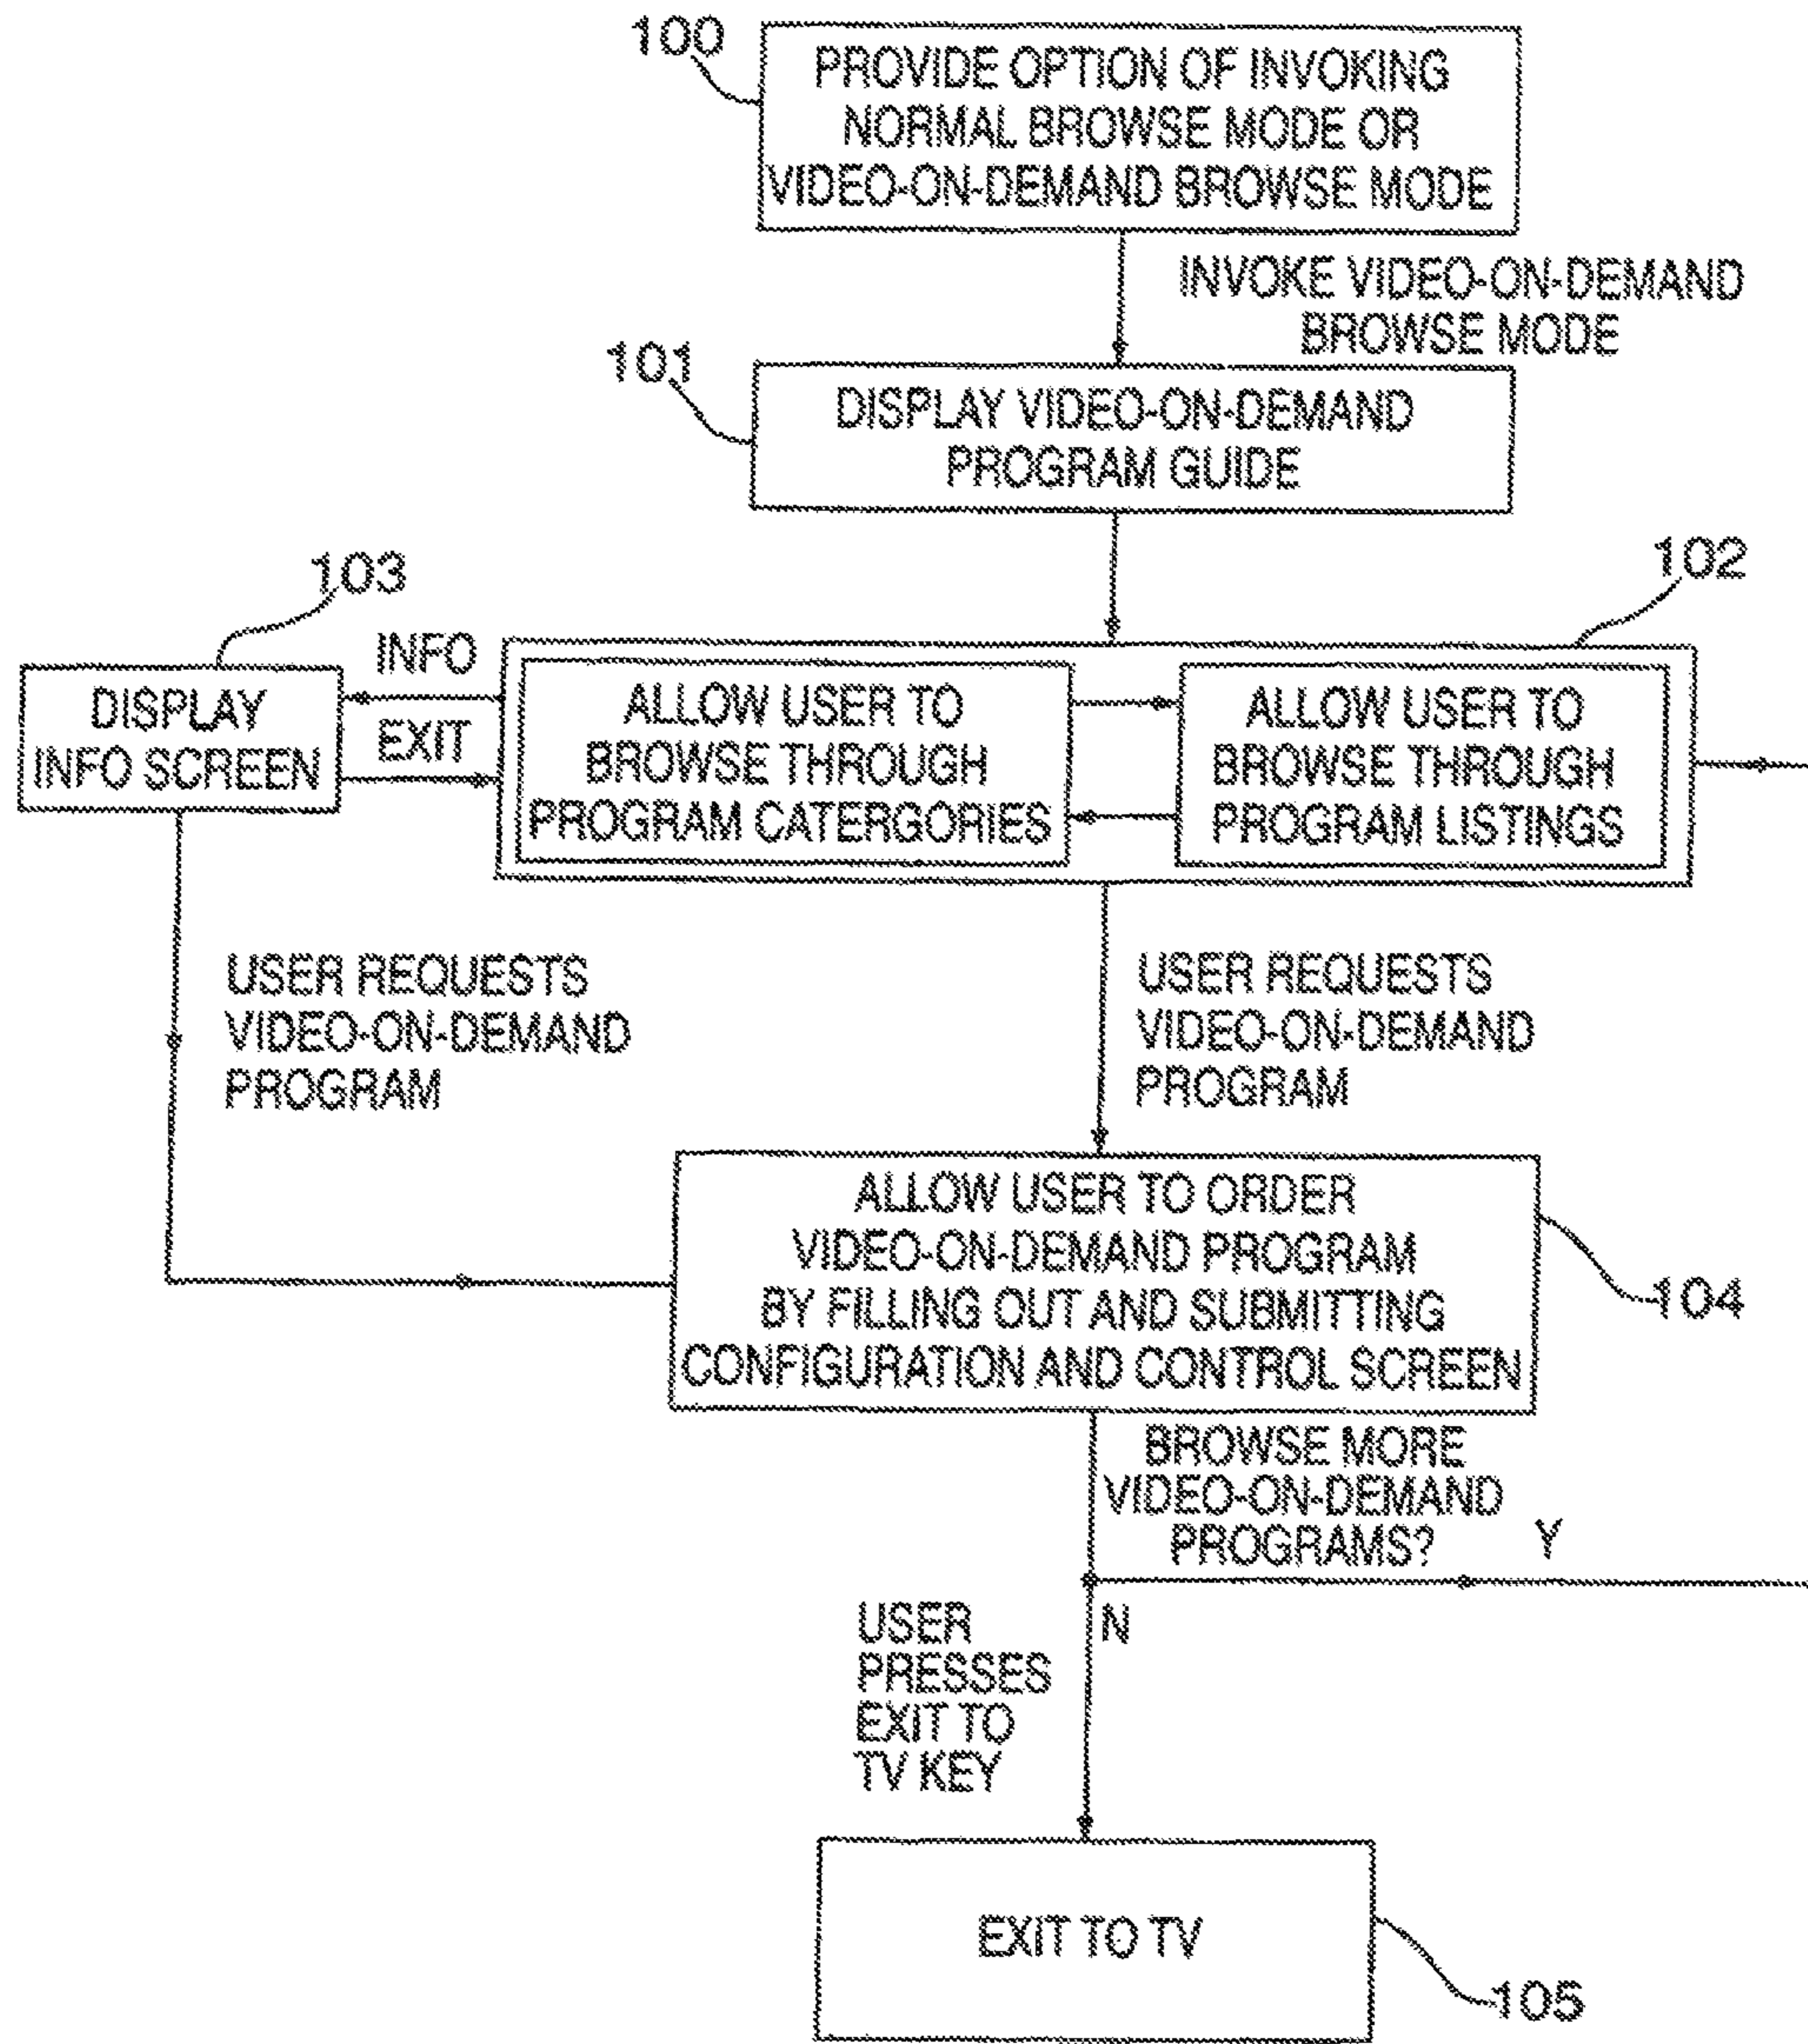 100
PROVIDE OPTION OF INVOKING
NORMAL BROWSE MODE OR
VIDEO-ON-DEMAND BROWSE MODE
INVOKE VIDEO-ON-DEMAND
BROWSE MODE
101
DISPLAY VIDEO-ON-DEMAND
PROGRAM GUIDE
102
103
INFO
EXIT
DISPLAY
INFO SCREEN
ALLOW USER TO
BROWSE THROUGH
PROGRAM CATERGORIES
ALLOW USER TO
BROWSE THROUGH
PROGRAM LISTINGS
USER REQUESTS
VIDEO-ON-DEMAND
PROGRAM
USER REQUESTS
VIDEO-ON-DEMAND
PROGRAM
ALLOW USER TO ORDER
VIDEO-ON-DEMAND PROGRAM
BY FILLING OUT AND SUBMITTING
CONFIGURATION AND CONTROL SCREEN
104
BROWSE MORE
VIDEO-ON-DEMAND
PROGRAMS?
Y
N
USER
PRESSES
EXIT TO
TV KEY
EXIT TO TV
105